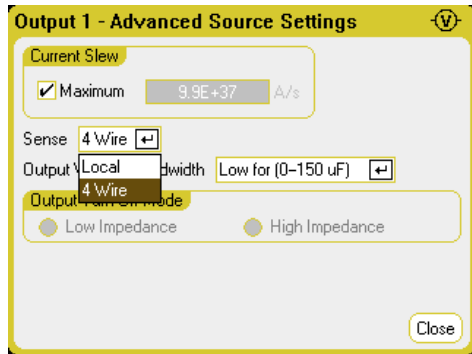 Output 1 - Advanced Source Settings
V
Current Slew
Maximum 9.9E+37 A/s
Sense 4 Wire
Local
4 Wire
Output dwidth Low for (0-150 uF)
Output ode
Low Impedance High Impedance
Close